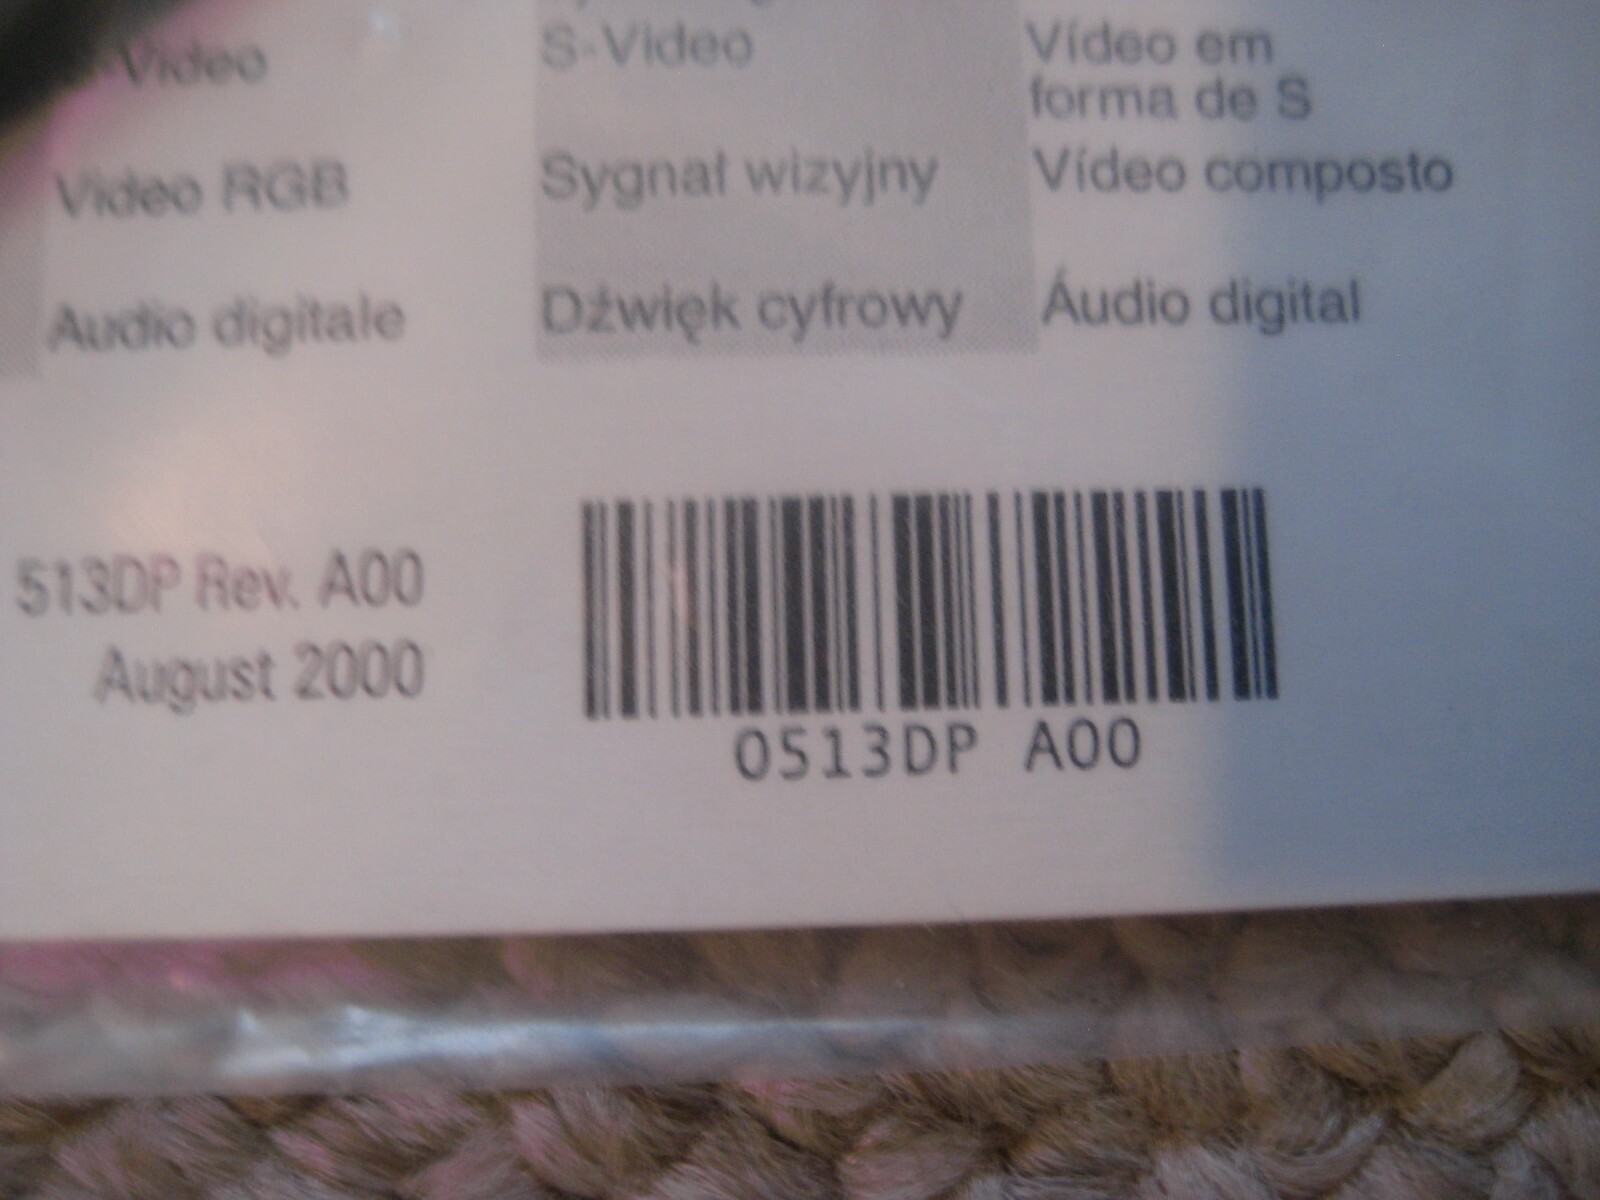 Video
S-Video
Vídeo em
forma de S
Video RGB
Sygnał wizyjny
Vídeo composto
Audio digitale
Dźwięk cyfrowy
Áudio digital
513DP Rev. A00
August 2000
0513DP A00